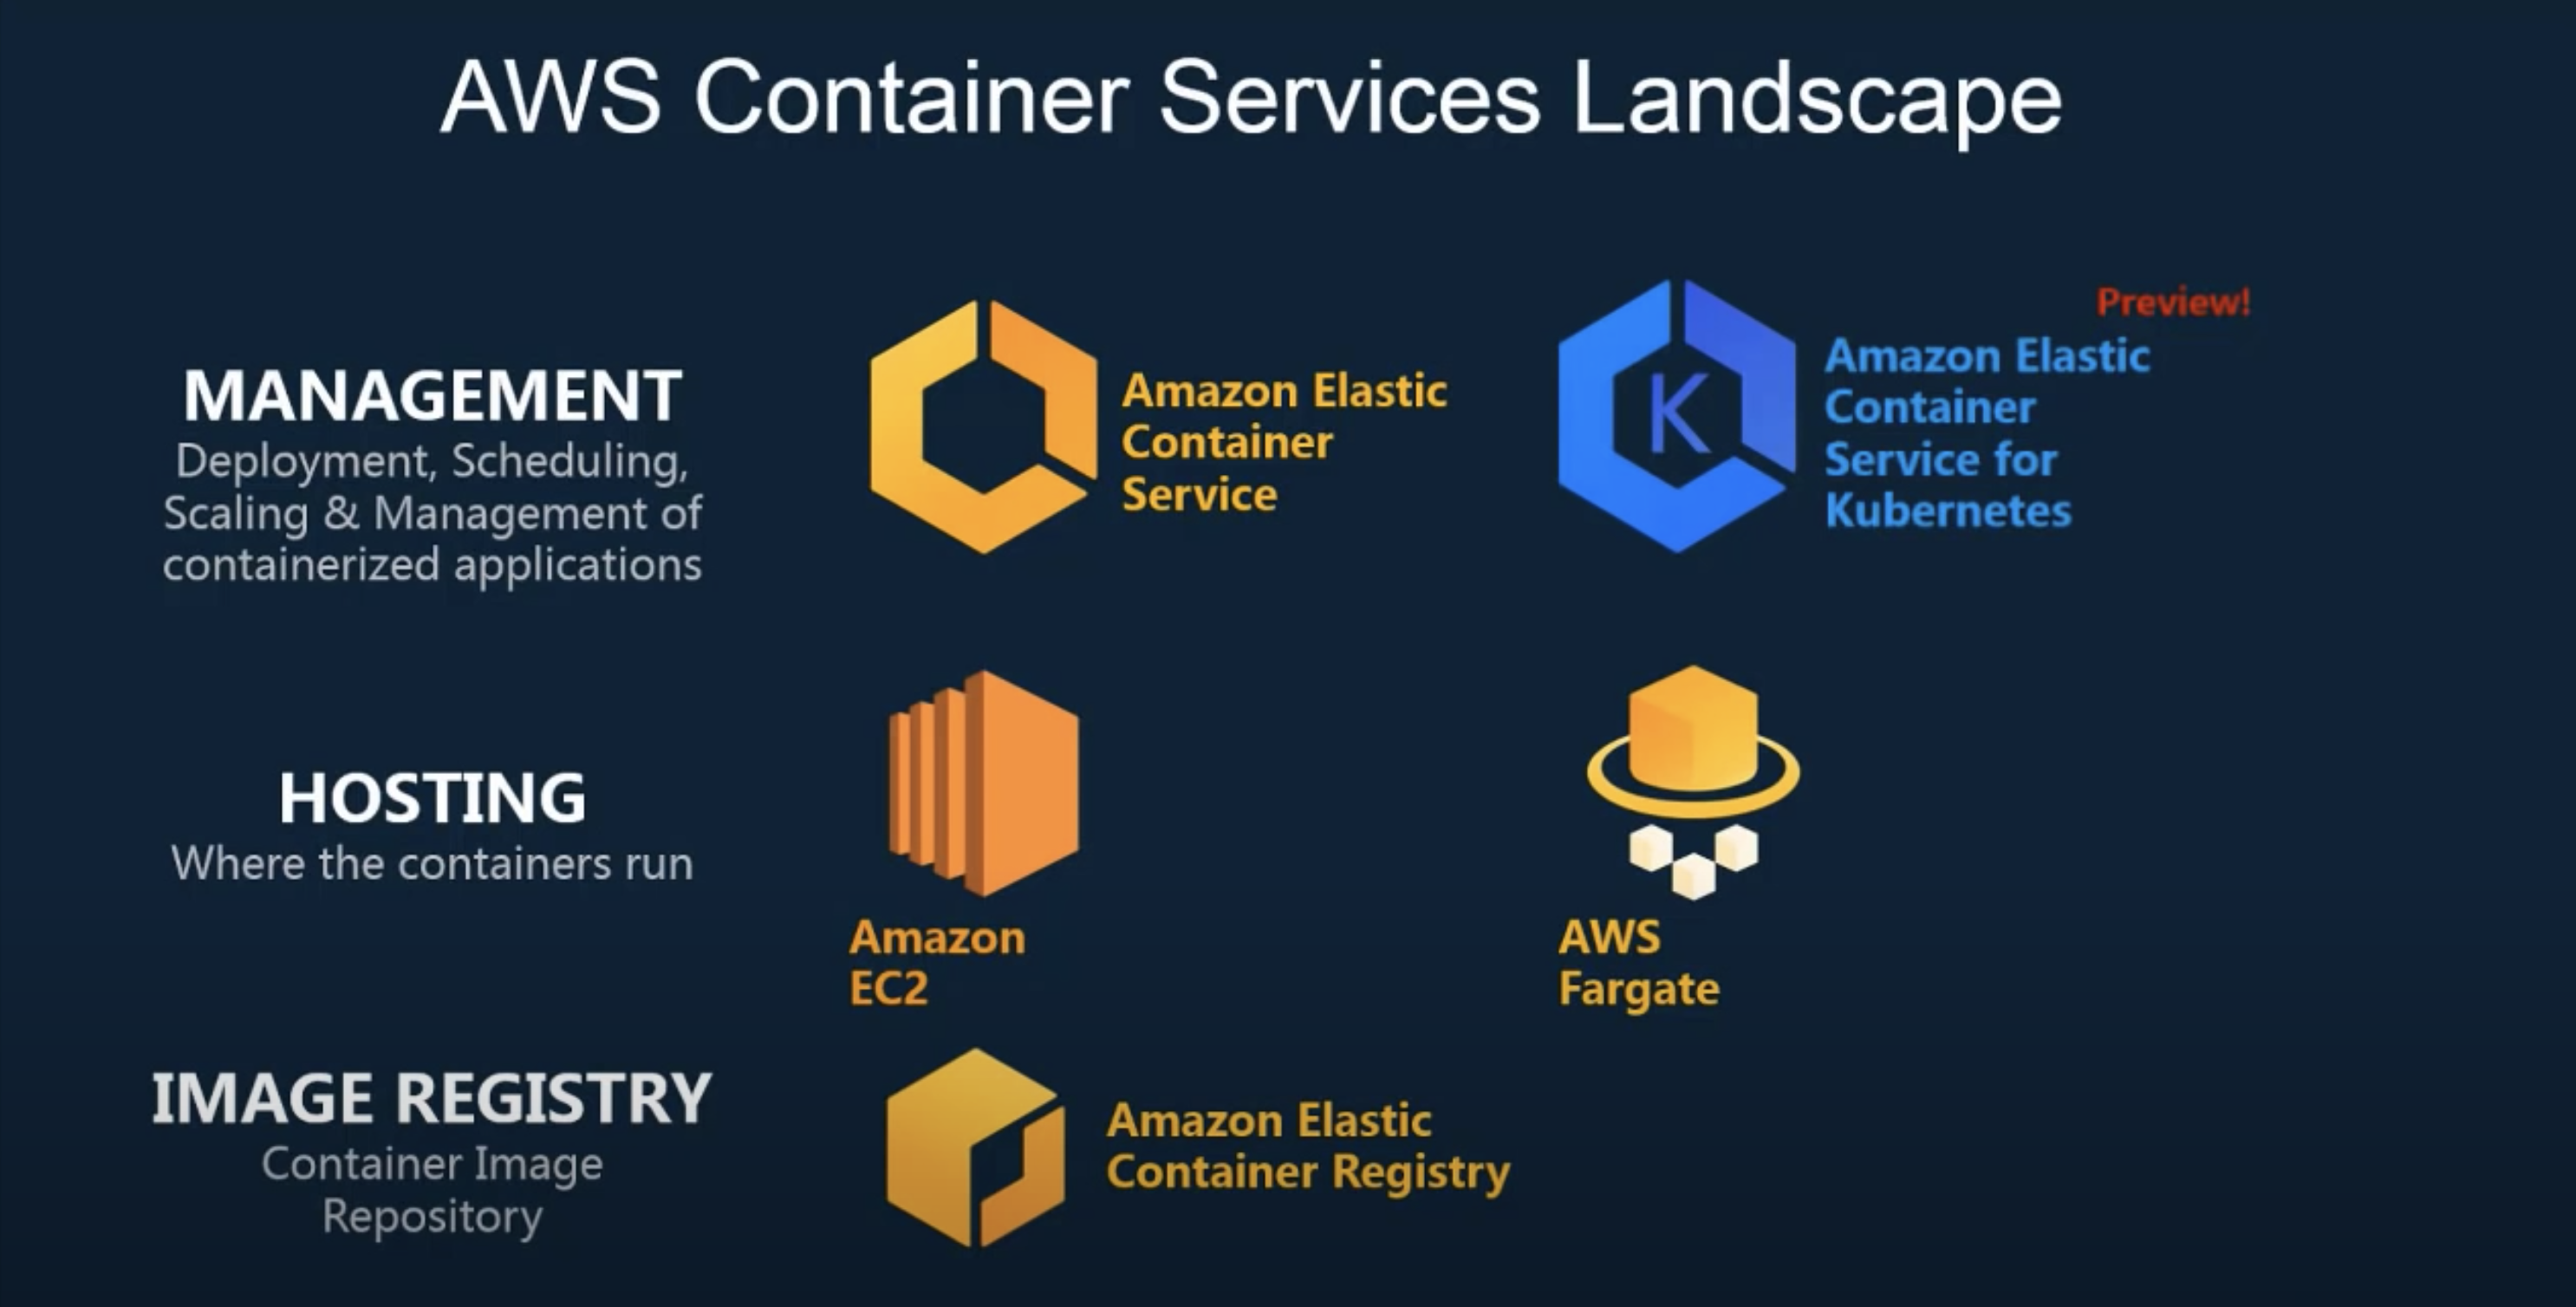 AWS Container Services Landscape
MANAGEMENT
Deployment, Scheduling,
Scaling & Management of
containerized applications
Amazon Elastic
Container
Service
K
Preview!
Amazon Elastic
Container
Service for
Kubernetes
HOSTING
Where the containers run
Amazon
EC2
AWS
Fargate
IMAGE REGISTRY
Container Image
Repository
Amazon Elastic
Container Registry